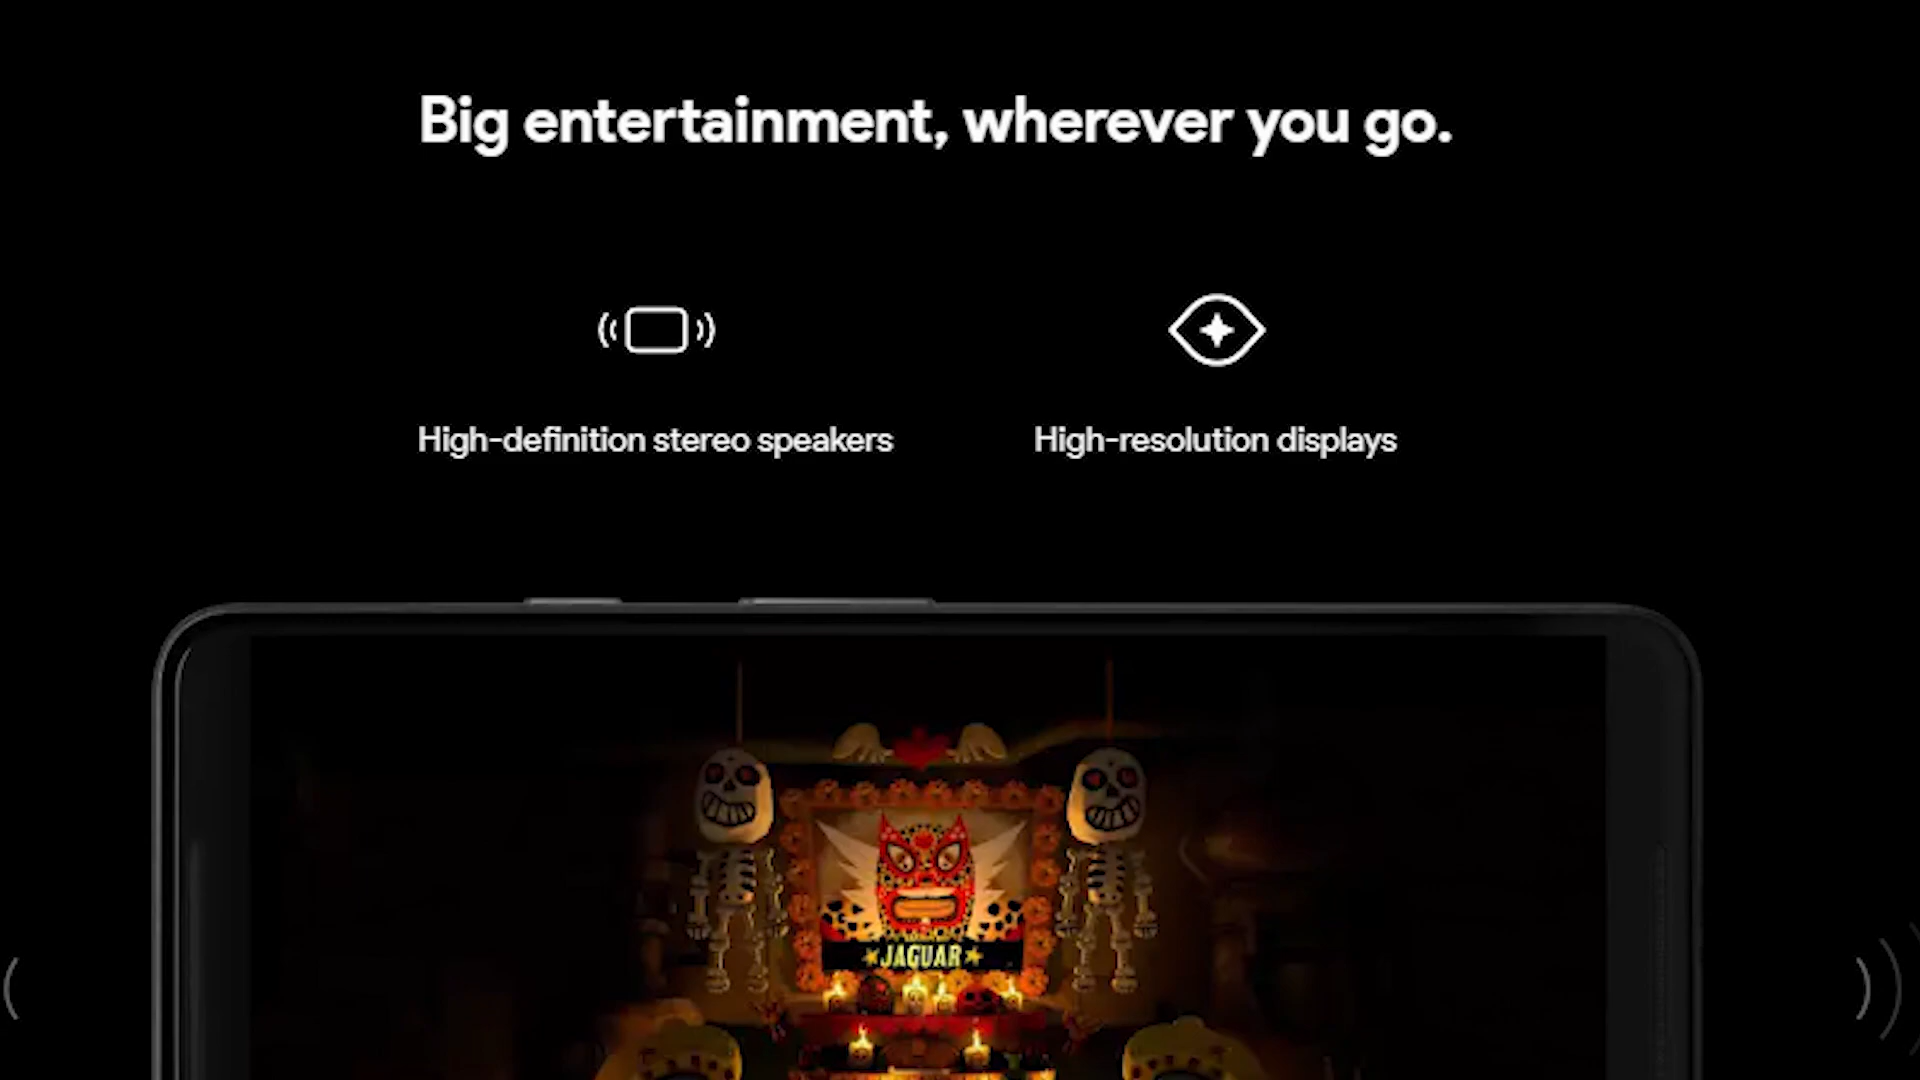 Big entertainment, wherever you go.
High-definition stereo speakers
High-resolution displays
★JAGUAR★